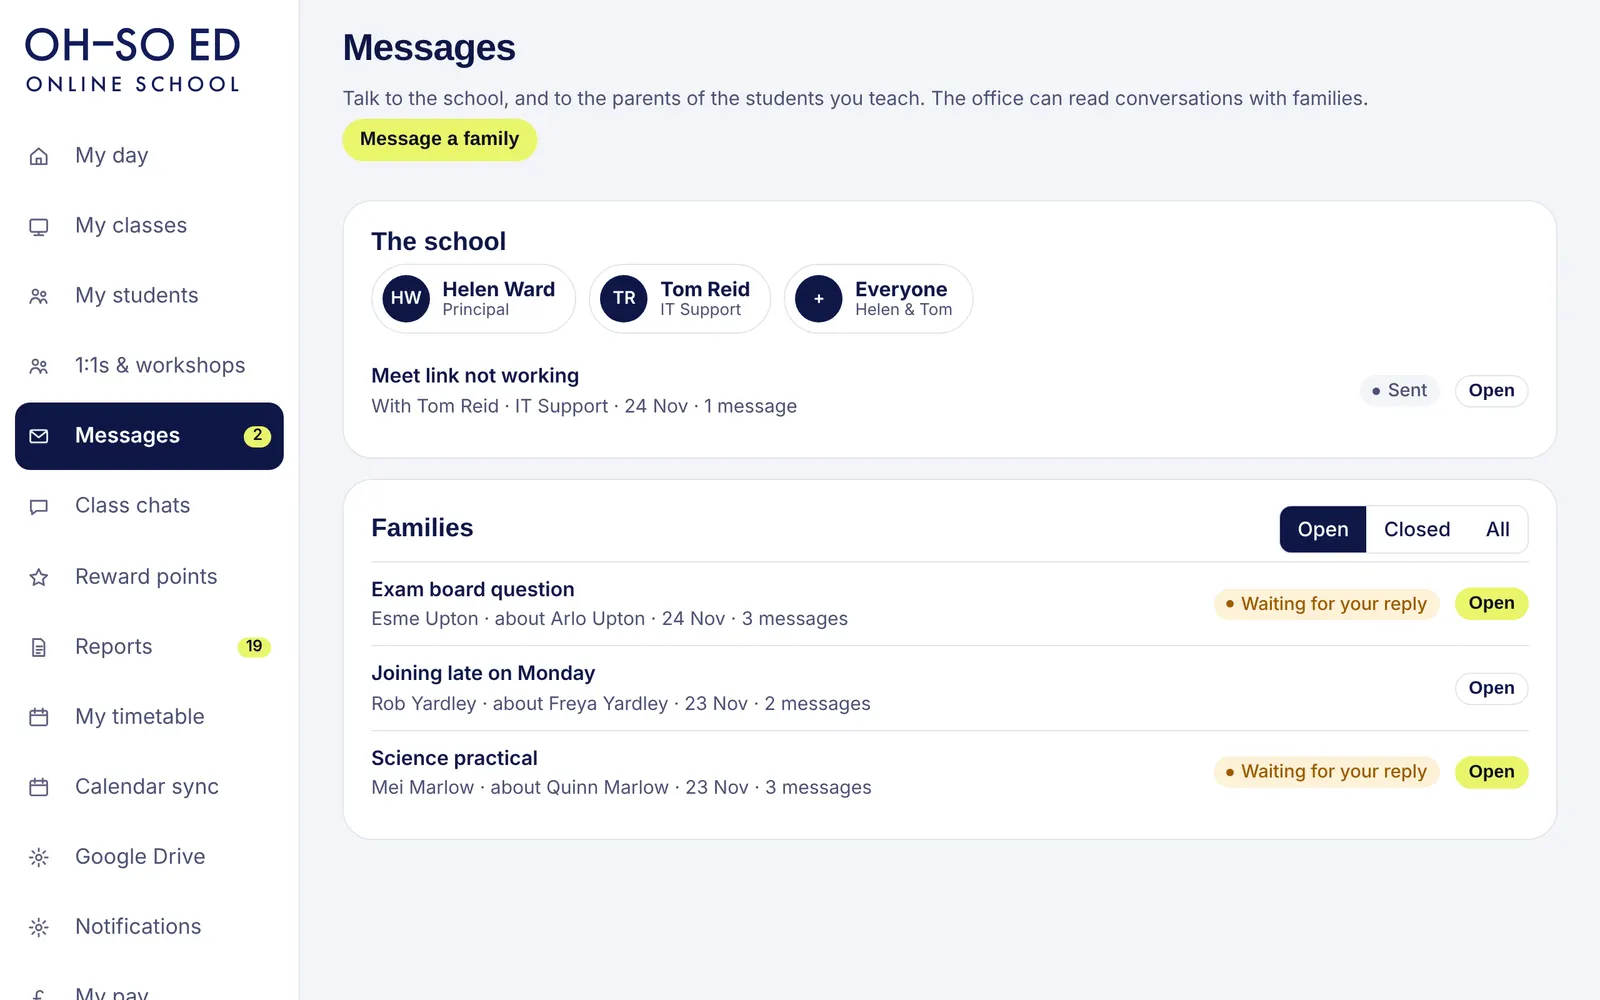 OH–SO ED
ONLINE SCHOOL
My day
My classes
My students
1:1s & workshops
Messages 2
Class chats
Reward points
Reports 19
My timetable
Calendar sync
Google Drive
Notifications
£ My pay
Messages
Talk to the school, and to the parents of the students you teach. The office can read conversations with families.
Message a family
The school
HW Helen Ward
Principal
TR Tom Reid
IT Support
+ Everyone
Helen & Tom
Meet link not working
With Tom Reid · IT Support · 24 Nov · 1 message
• Sent Open
Families
Open Closed All
Exam board question
Esme Upton · about Arlo Upton · 24 Nov · 3 messages
• Waiting for your reply Open
Joining late on Monday
Rob Yardley · about Freya Yardley · 23 Nov · 2 messages
Open
Science practical
Mei Marlow · about Quinn Marlow · 23 Nov · 3 messages
• Waiting for your reply Open